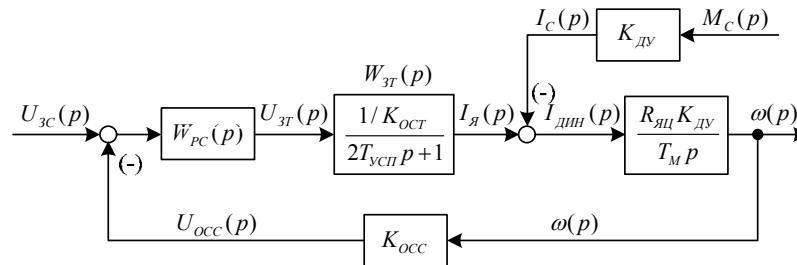 I_C(p) K_ДУ M_C(p)
W_ЗТ(p)
(-)
U_ЗС(p) W_РС(p) U_ЗТ(p) 1/K_ОСТ / 2T_УСП p+1 I_Я(p) I_ДИН(p) R_ЯЦ K_ДУ / T_М p ω(p)
(-)
U_ОСС(p) K_ОСС ω(p)